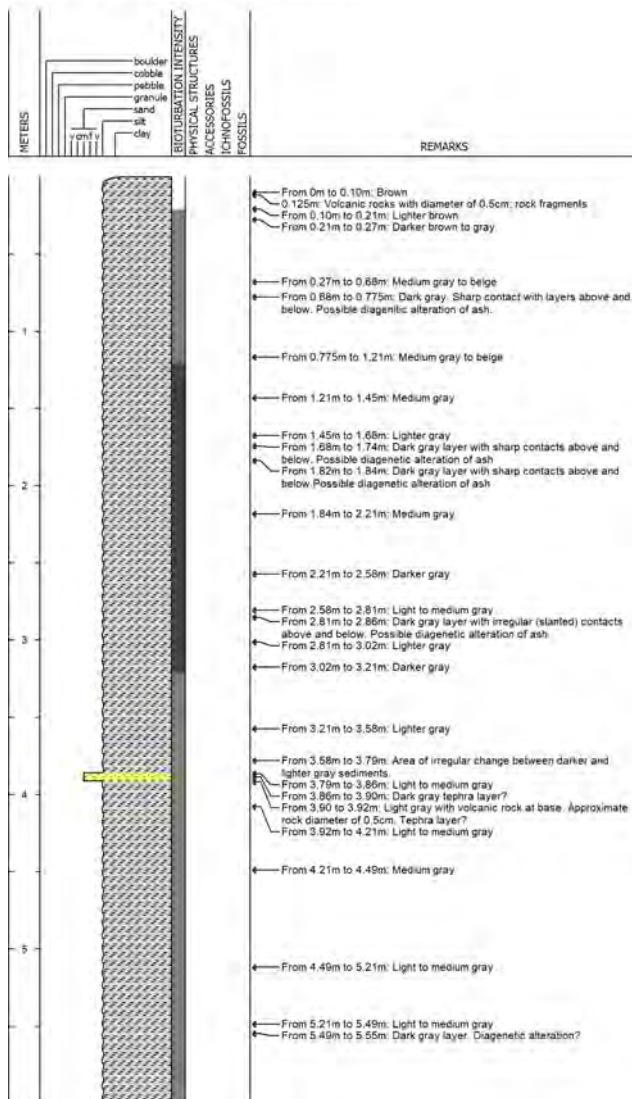 METERS
boulder
cobble
pebble
granule
sand
silt
v c m f v
clay
BIOTURBATION INTENSITY
PHYSICAL STRUCTURES
ACCESSORIES
ICHNOFOSSILS
FOSSILS
REMARKS
From 0m to 0.10m: Brown
0.125m: Volcanic rocks with diameter of 0.5cm; rock fragments
From 0.10m to 0.21m: Lighter brown
From 0.21m to 0.27m: Darker brown to gray
From 0.27m to 0.68m: Medium gray to beige
From 0.68m to 0.775m: Dark gray. Sharp contact with layers above and
below. Possible diagenitic alteration of ash.
1
From 0.775m to 1.21m: Medium gray to beige
From 1.21m to 1.45m: Medium gray
From 1.45m to 1.68m: Lighter gray
From 1.68m to 1.74m: Dark gray layer with sharp contacts above and
below. Possible diagenetic alteration of ash
From 1.82m to 1.84m: Dark gray layer with sharp contacts above and
below Possible diagenetic alteration of ash
2
From 1.84m to 2.21m: Medium gray
From 2.21m to 2.58m: Darker gray
From 2.58m to 2.81m: Light to medium gray
From 2.81m to 2.86m: Dark gray layer with irregular (slanted) contacts
above and below. Possible diagenetic alteration of ash
From 2.81m to 3.02m: Lighter gray
3
From 3.02m to 3.21m: Darker gray
From 3.21m to 3.58m: Lighter gray
From 3.58m to 3.79m: Area of irregular change between darker and
lighter gray sediments.
From 3.79m to 3.86m: Light to medium gray
From 3.86m to 3.90m: Dark gray tephra layer?
4
From 3.90 to 3.92m: Light gray with volcanic rock at base. Approximate
rock diameter of 0.5cm. Tephra layer?
From 3.92m to 4.21m: Light to medium gray
From 4.21m to 4.49m: Medium gray
5
From 4.49m to 5.21m: Light to medium gray
From 5.21m to 5.49m: Light to medium gray
From 5.49m to 5.55m: Dark gray layer. Diagenetic alteration?